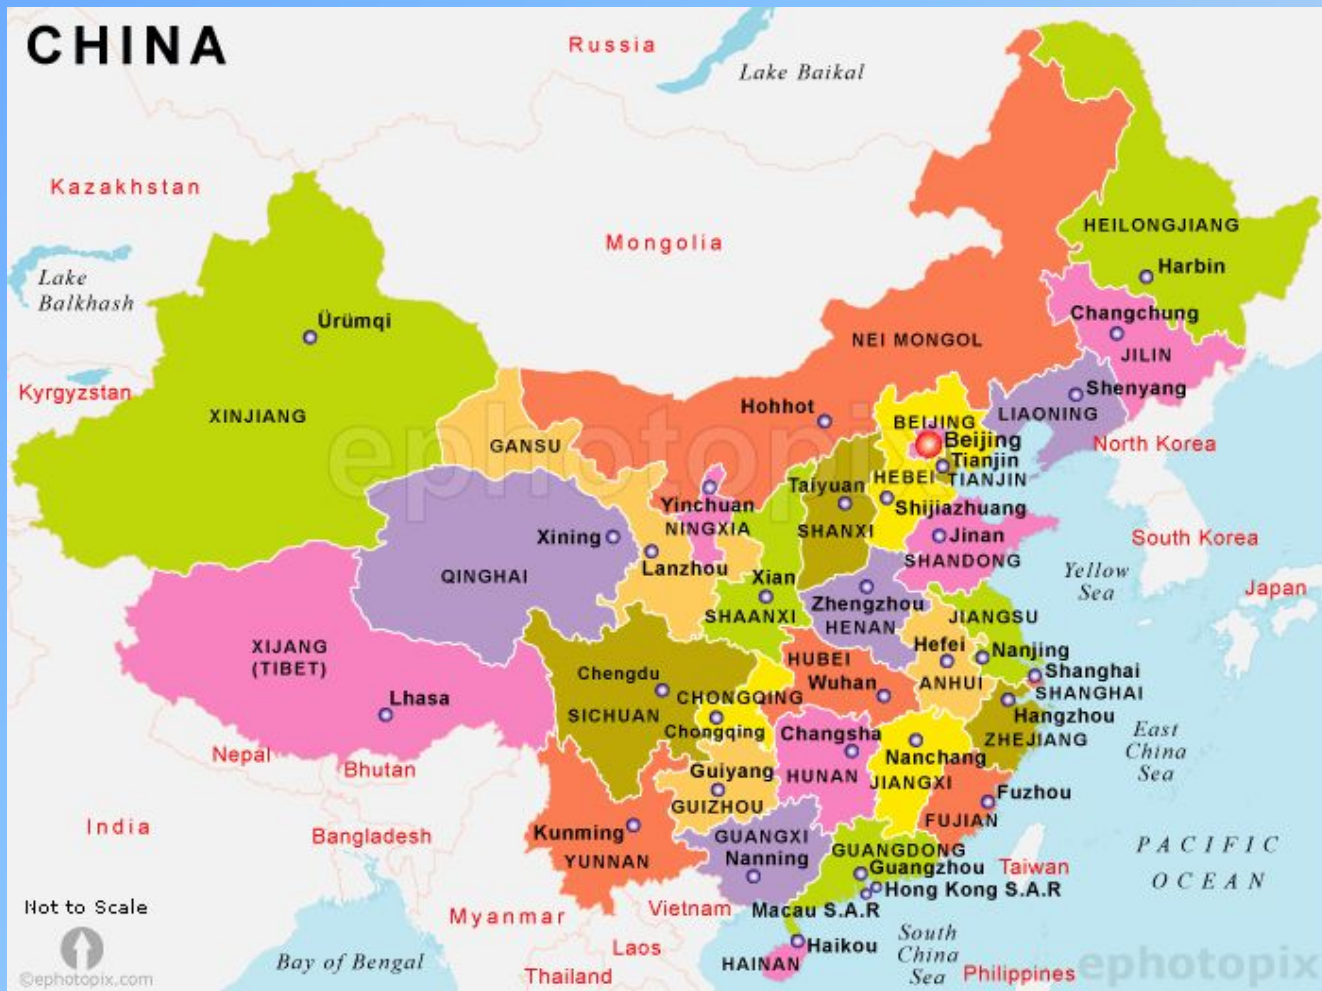 CHINA
Russia
Lake Baikal
Kazakhstan
Mongolia
HEILONGJIANG
Harbin
Lake
Balkhash
Ürümqi
Changchung
JILIN
NEI MONGOL
Kyrgyzstan
Shenyang
LIAONING
XINJIANG
Hohhot
BEIJING
Beijing
GANSU
North Korea
ephotopix
Tianjin
TIANJIN
HEBEI
Taiyuan
Yinchuan
Shijiazhuang
NINGXIA
SHANXI
Xining
Jinan
South Korea
SHANDONG
Lanzhou
QINGHAI
Xian
Yellow
Sea
Japan
SHAANXI
Zhengzhou
HENAN
JIANGSU
XIJANG
(TIBET)
Hefei
Nanjing
HUBEI
Chengdu
Shanghai
ANHUI
SHANGHAI
Wuhan
CHONGQING
Lhasa
SICHUAN
Hangzhou
Chongqing
Changsha
ZHEJIANG
East
China
Sea
Nepal
Bhutan
Nanchang
Guiyang
HUNAN
JIANGXI
Fuzhou
GUIZHOU
FUJIAN
India
Bangladesh
Kunming
GUANGXI
YUNNAN
Nanning
GUANGDONG
Guangzhou
Taiwan
PACIFIC
OCEAN
Hong Kong S.A.R
Not to Scale
Myanmar
Vietnam
Macau S.A.R
Laos
Haikou
South
China
Sea
Bay of Bengal
HAINAN
Thailand
Philippines
ephotopix
©ephotopix.com